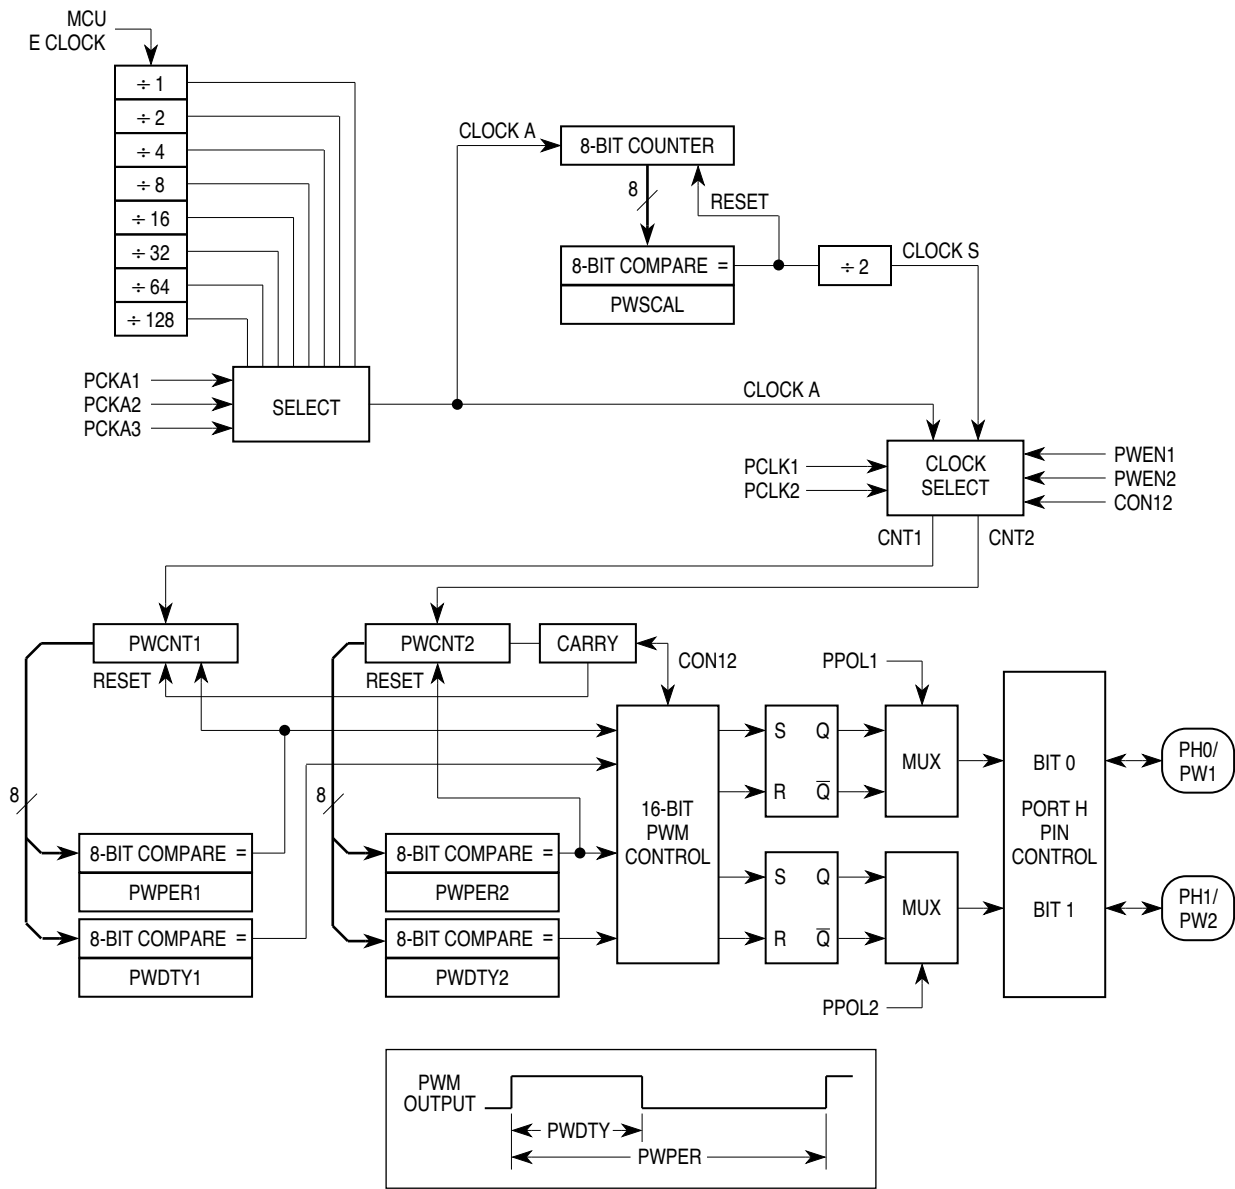 MCU
E CLOCK
÷ 1
÷ 2
÷ 4
÷ 8
÷ 16
÷ 32
÷ 64
÷ 128
PCKA1
PCKA2
PCKA3
SELECT
CLOCK A
8-BIT COUNTER
8
RESET
8-BIT COMPARE =
PWSCAL
÷ 2
CLOCK S
CLOCK A
PCLK1
PCLK2
CLOCK
SELECT
PWEN1
PWEN2
CON12
CNT1
CNT2
PWCNT1
RESET
PWCNT2
RESET
CARRY
CON12
8
8
8-BIT COMPARE =
PWPER1
8-BIT COMPARE =
PWDTY1
8-BIT COMPARE =
PWPER2
8-BIT COMPARE =
PWDTY2
16-BIT
PWM
CONTROL
S Q
R Q̅
S Q
R Q̅
PPOL1
MUX
MUX
PPOL2
BIT 0
PORT H
PIN
CONTROL
BIT 1
PH0/
PW1
PH1/
PW2
PWM
OUTPUT
PWDTY
PWPER